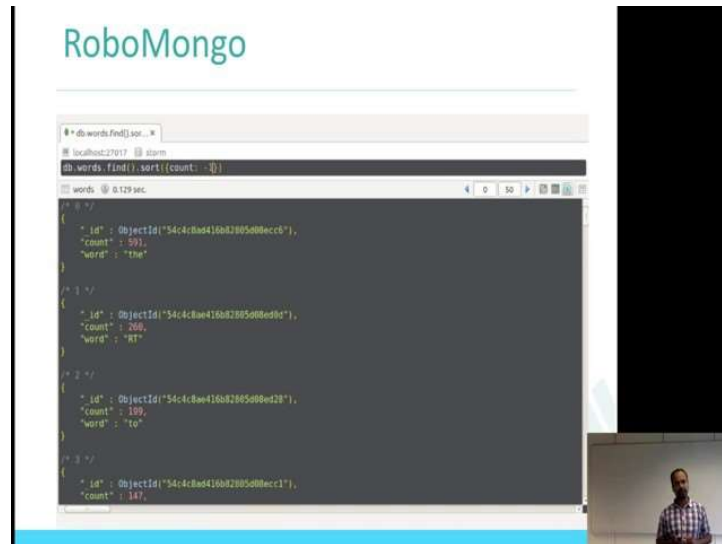 RoboMongo
db.words.find().sor... ×
localhost:27017 storm
db.words.find().sort({count: -1})
words 0.129 sec.
0 50
/* 0 */
{
"_id" : ObjectId("54c4c8ad416b82805d08ecc6"),
"count" : 591,
"word" : "the"
}
/* 1 */
{
"_id" : ObjectId("54c4c8ae416b82805d08ed0d"),
"count" : 260,
"word" : "RT"
}
/* 2 */
{
"_id" : ObjectId("54c4c8ae416b82805d08ed28"),
"count" : 199,
"word" : "to"
}
/* 3 */
{
"_id" : ObjectId("54c4c8ad416b82805d08ecc1"),
"count" : 147,